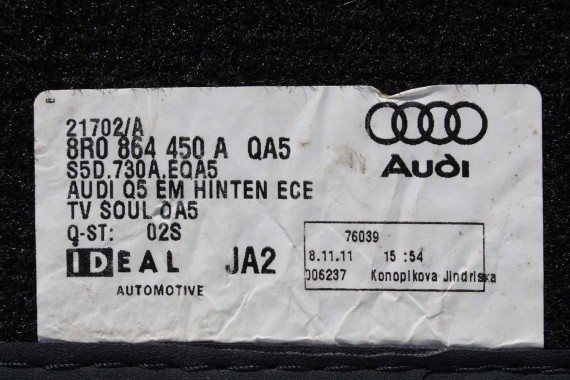 21702/A
8R0 864 450 A QA5
S5D.730A.EQA5
AUDI Q5 EM HINTEN ECE
TV SOUL QA5
Q-ST: 02S
IDEAL JA2
AUTOMOTIVE
Audi
76039
8.11.11 15:54
006237 Konopikova Jindriska